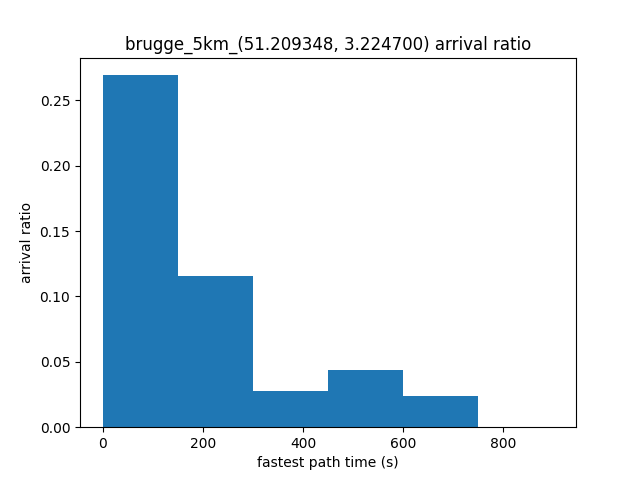 brugge_5km_(51.209348, 3.224700) arrival ratio
0.25
0.20
0.15
0.10
0.05
0.00
arrival ratio
0 200 400 600 800
fastest path time (s)